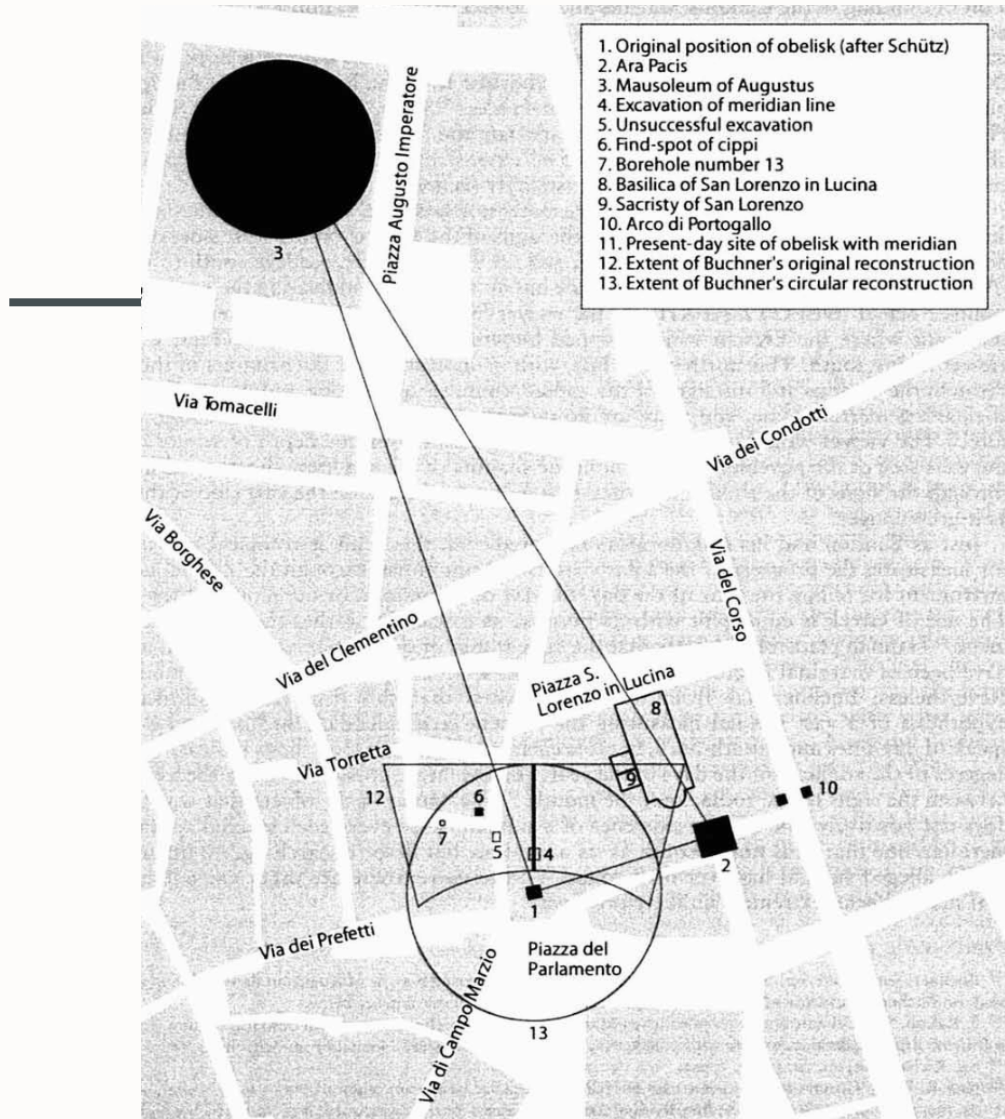 1. Original position of obelisk (after Schütz)
2. Ara Pacis
3. Mausoleum of Augustus
4. Excavation of meridian line
5. Unsuccessful excavation
6. Find-spot of cippi
7. Borehole number 13
8. Basilica of San Lorenzo in Lucina
9. Sacristy of San Lorenzo
10. Arco di Portogallo
11. Present-day site of obelisk with meridian
12. Extent of Buchner's original reconstruction
13. Extent of Buchner's circular reconstruction
3
Piazza Augusto Imperatore
Via Tomacelli
Via dei Condotti
Via Borghese
Via del Corso
Via del Clementino
Piazza S.
Lorenzo in Lucina
8
Via Torretta
9
10
12
6
7
5
4
2
1
Via dei Prefetti
Piazza del
Parlamento
Via di Campo Marzio
13